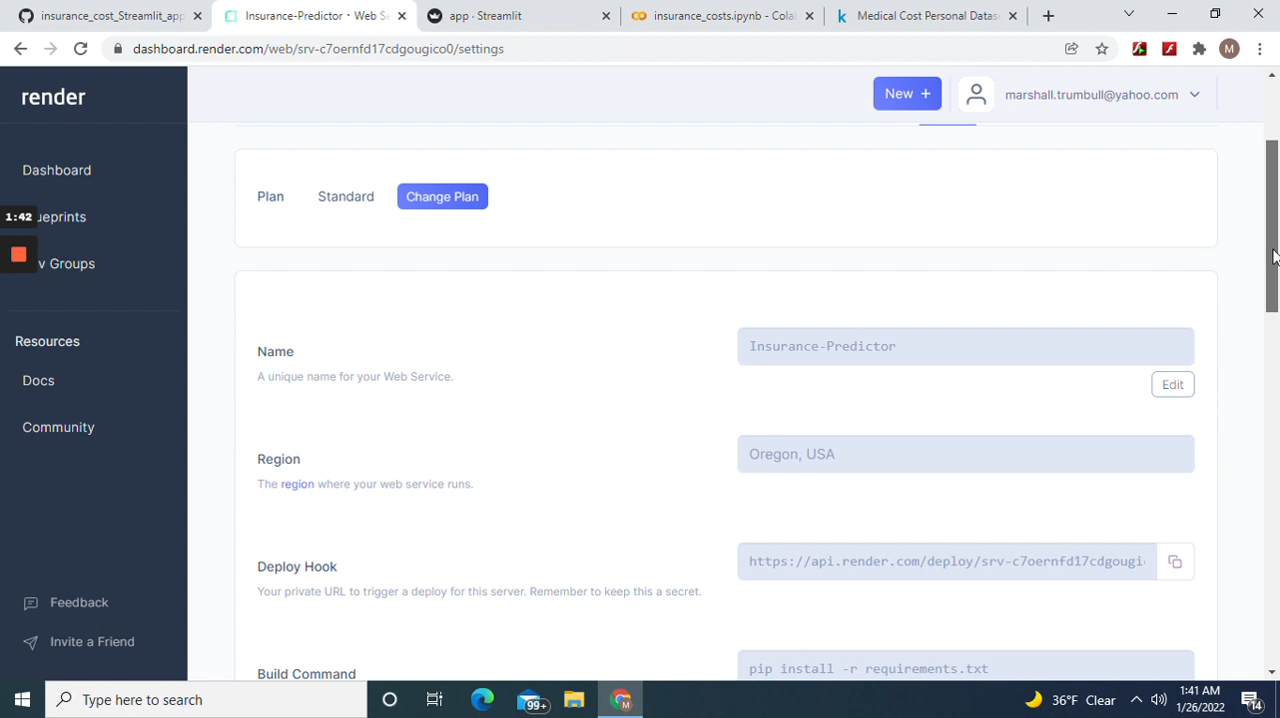 insurance_cost_Streamlit_app
Insurance-Predictor · Web S
app · Streamlit
insurance_costs.ipynb - Colab
Medical Cost Personal Datas
dashboard.render.com/web/srv-c7oernfd17cdgougico0/settings
M
render
New +
marshall.trumbull@yahoo.com
Dashboard
Plan
Standard
Change Plan
1:42
ueprints
v Groups
Name
Insurance-Predictor
A unique name for your Web Service.
Edit
Resources
Docs
Community
Region
Oregon, USA
The region where your web service runs.
Deploy Hook
https://api.render.com/deploy/srv-c7oernfd17cdgougi
Your private URL to trigger a deploy for this server. Remember to keep this a secret.
Feedback
Invite a Friend
Build Command
pip install -r requirements.txt
Type here to search
99+
M
36°F Clear
1:41 AM
1/26/2022
14